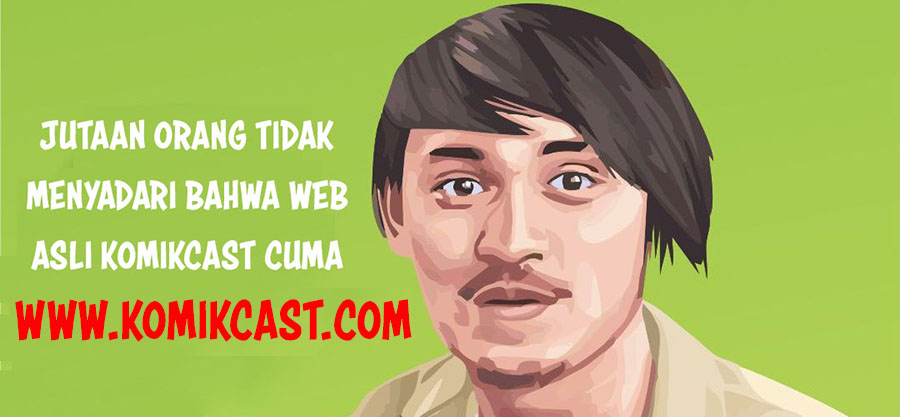 JUTAAN ORANG TIDAK
MENYADARI BAHWA WEB
ASLI KOMIKCAST CUMA
WWW.KOMIKCAST.COM